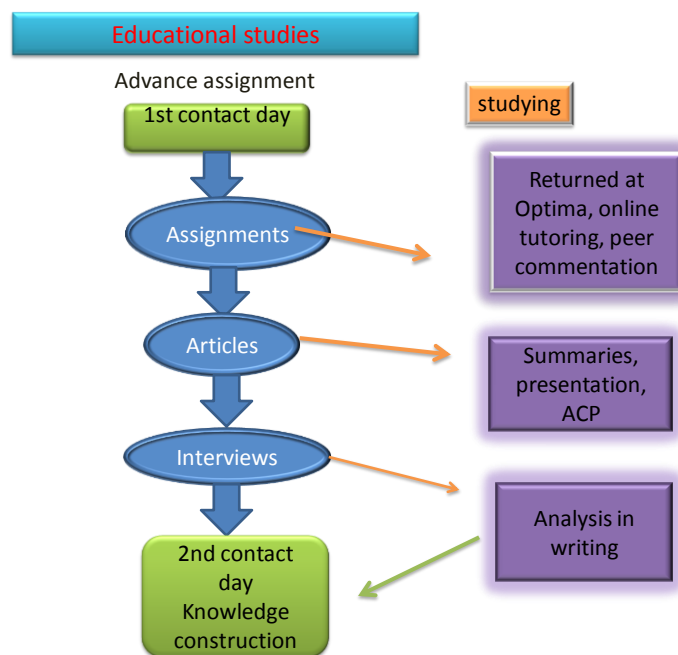 Educational studies
Advance assignment
1st contact day
studying
Assignments
Returned at
Optima, online
tutoring, peer
commentation
Articles
Summaries,
presentation,
ACP
Interviews
Analysis in
writing
2nd contact
day
Knowledge
construction